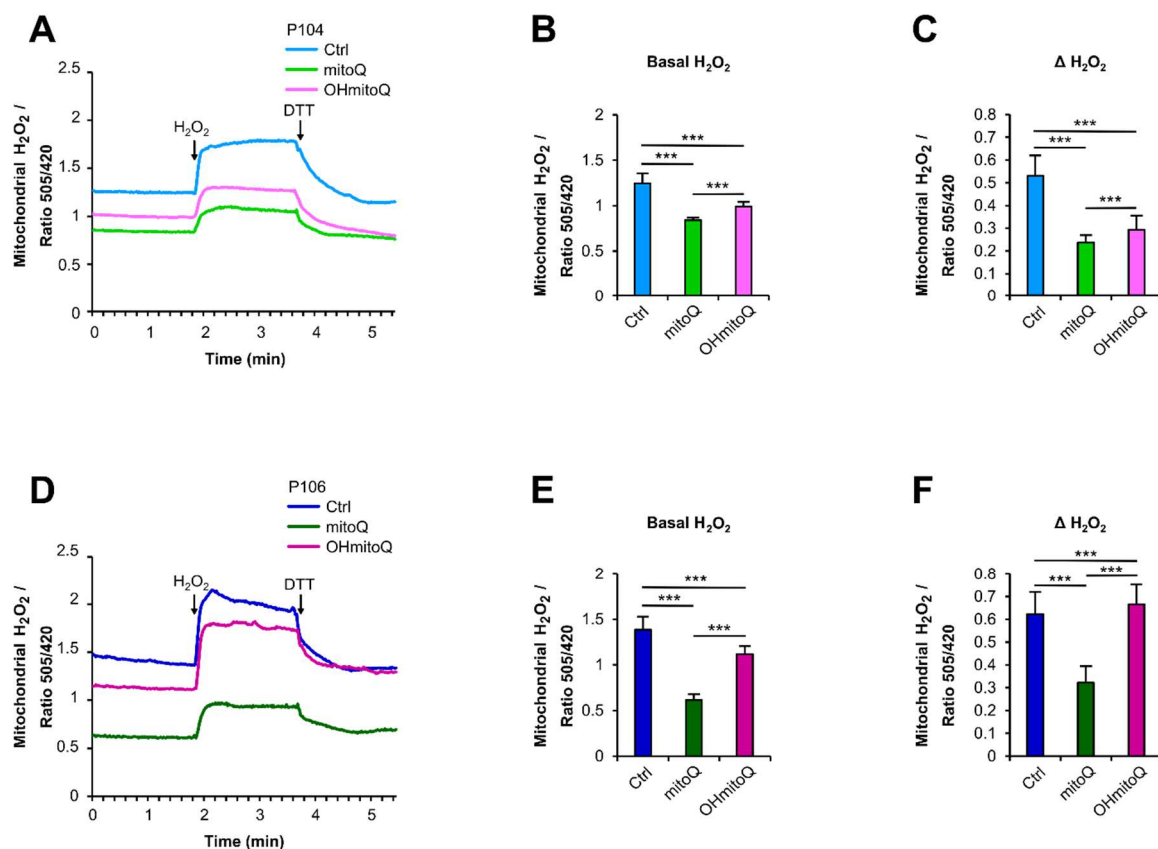 A
P104
Ctrl
mitoQ
OHmitoQ
Mitochondrial H₂O₂ /
Ratio 505/420
2.5
2
1.5
1
0.5
0
H₂O₂
DTT
0 1 2 3 4 5
Time (min)
B
Basal H₂O₂
Mitochondrial H₂O₂ /
Ratio 505/420
2
1.5
1
0.5
0
***
***
***
Ctrl
mitoQ
OHmitoQ
C
Δ H₂O₂
Mitochondrial H₂O₂ /
Ratio 505/420
0.8
0.7
0.6
0.5
0.4
0.3
0.2
0.1
0
***
***
***
Ctrl
mitoQ
OHmitoQ
D
P106
Ctrl
mitoQ
OHmitoQ
Mitochondrial H₂O₂ /
Ratio 505/420
2.5
2
1.5
1
0.5
0
H₂O₂
DTT
0 1 2 3 4 5
Time (min)
E
Basal H₂O₂
Mitochondrial H₂O₂ /
Ratio 505/420
2
1.5
1
0.5
0
***
***
***
Ctrl
mitoQ
OHmitoQ
F
Δ H₂O₂
Mitochondrial H₂O₂ /
Ratio 505/420
0.8
0.7
0.6
0.5
0.4
0.3
0.2
0.1
0
***
***
***
Ctrl
mitoQ
OHmitoQ